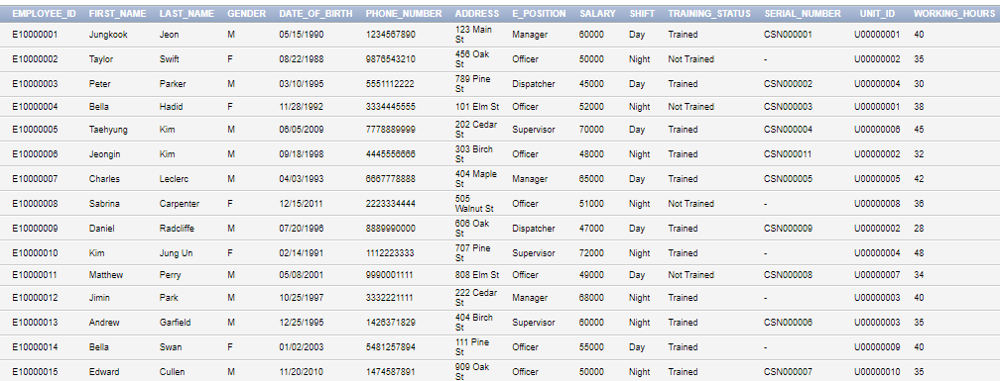 EMPLOYEE_ID FIRST_NAME LAST_NAME GENDER DATE_OF_BIRTH PHONE_NUMBER ADDRESS E_POSITION SALARY SHIFT TRAINING_STATUS SERIAL_NUMBER UNIT_ID WORKING_HOURS
E10000001 Jungkook Jeon M 05/15/1990 1234567890 123 Main St Manager 60000 Day Trained CSN000001 U00000001 40
E10000002 Taylor Swift F 08/22/1988 9876543210 456 Oak St Officer 50000 Night Not Trained - U00000002 35
E10000003 Peter Parker M 03/10/1995 5551112222 789 Pine St Dispatcher 45000 Day Trained CSN000002 U00000004 30
E10000004 Bella Hadid F 11/28/1992 3334445555 101 Elm St Officer 52000 Night Not Trained CSN000003 U00000001 38
E10000005 Taehyung Kim M 06/05/2009 7778889999 202 Cedar St Supervisor 70000 Day Trained CSN000004 U00000006 45
E10000006 Jeongin Kim M 09/18/1998 4445556666 303 Birch St Officer 48000 Night Trained CSN000011 U00000002 32
E10000007 Charles Leclerc M 04/03/1993 6667778888 404 Maple St Manager 65000 Day Trained CSN000005 U00000005 42
E10000008 Sabrina Carpenter F 12/15/2011 2223334444 505 Walnut St Officer 51000 Night Not Trained - U00000008 36
E10000009 Daniel Radcliffe M 07/20/1996 8889990000 606 Oak St Dispatcher 47000 Day Trained CSN000009 U00000002 28
E10000010 Kim Jung Un F 02/14/1991 1112223333 707 Pine St Supervisor 72000 Night Trained - U00000004 48
E10000011 Matthew Perry M 05/08/2001 9990001111 808 Elm St Officer 49000 Day Not Trained CSN000008 U00000007 34
E10000012 Jimin Park M 10/25/1997 3332221111 222 Cedar St Manager 68000 Night Trained - U00000003 40
E10000013 Andrew Garfield M 12/25/1995 1426371829 404 Birch St Supervisor 60000 Night Trained CSN000006 U00000003 35
E10000014 Bella Swan F 01/02/2003 5481257894 111 Pine St Officer 55000 Day Trained - U00000009 40
E10000015 Edward Cullen M 11/20/2010 1474587891 909 Oak St Officer 50000 Night Trained CSN000007 U00000010 35